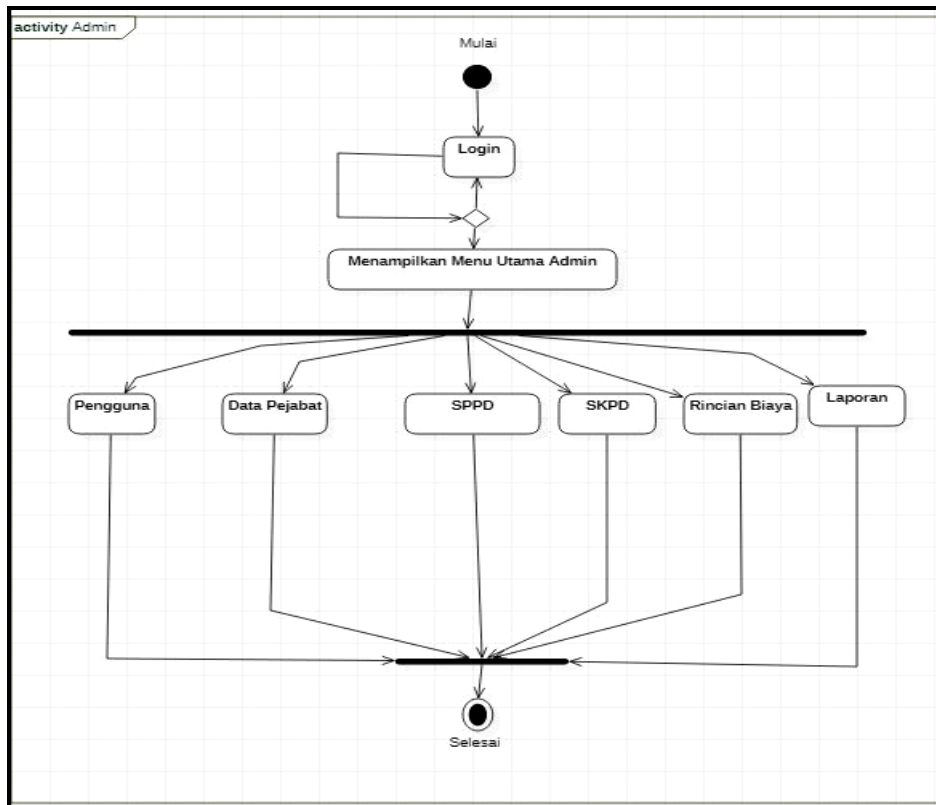 activity Admin
Mulai
Login
Menampilkan Menu Utama Admin
Pengguna
Data Pejabat
SPPD
SKPD
Rincian Biaya
Laporan
Selesai